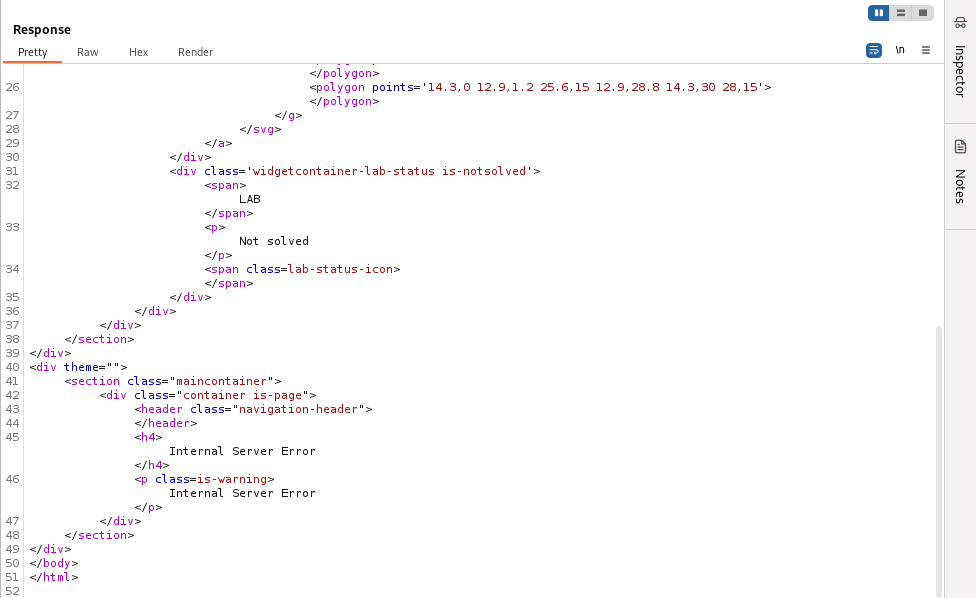 Response
Pretty
Raw
Hex
Render
\n
</polygon>
26 <polygon points='14.3,0 12.9,1.2 25.6,15 12.9,28.8 14.3,30 28,15'>
</polygon>
27 </g>
28 </svg>
29 </a>
30 </div>
31 <div class='widgetcontainer-lab-status is-notsolved'>
32 <span>
LAB
</span>
33 <p>
Not solved
</p>
34 <span class=lab-status-icon>
</span>
35 </div>
36 </div>
37 </div>
38 </section>
39 </div>
40 <div theme="">
41 <section class="maincontainer">
42 <div class="container is-page">
43 <header class="navigation-header">
44 </header>
45 <h4>
Internal Server Error
</h4>
46 <p class=is-warning>
Internal Server Error
</p>
47 </div>
48 </section>
49 </div>
50 </body>
51 </html>
52
Inspector
Notes